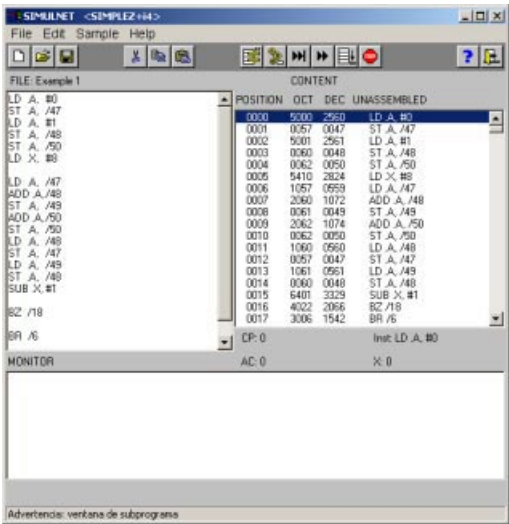 SIMULNET <SIMPLEZ+i4>
File Edit Sample Help
FILE: Example 1
LD .A, #0
ST .A, /47
LD .A, #1
ST .A, /48
ST .A, /50
LD .X, #8
LD .A, /47
ADD .A,/48
ST .A, /49
ADD .A,/50
ST .A, /50
LD .A, /48
ST .A, /47
LD .A, /49
ST .A, /48
SUB .X,#1
BZ /18
BR /6
CONTENT
POSITION OCT DEC UNASSEMBLED
0000 5000 2560 LD .A, #0
0001 0057 0047 ST .A, /47
0002 5001 2561 LD .A, #1
0003 0060 0048 ST .A, /48
0004 0062 0050 ST .A, /50
0005 5410 2824 LD .X, #8
0006 1057 0559 LD .A, /47
0007 2060 1072 ADD .A, /48
0008 0061 0049 ST .A, /49
0009 2062 1074 ADD .A, /50
0010 0062 0050 ST .A, /50
0011 1060 0560 LD .A, /48
0012 0057 0047 ST .A, /47
0013 1061 0561 LD .A, /49
0014 0060 0048 ST .A, /48
0015 6401 3329 SUB .X, #1
0016 4022 2066 BZ /18
0017 3006 1542 BR /6
CP: 0 Inst: LD .A, #0
MONITOR AC: 0 X: 0
Advertencia: ventana de subprograma